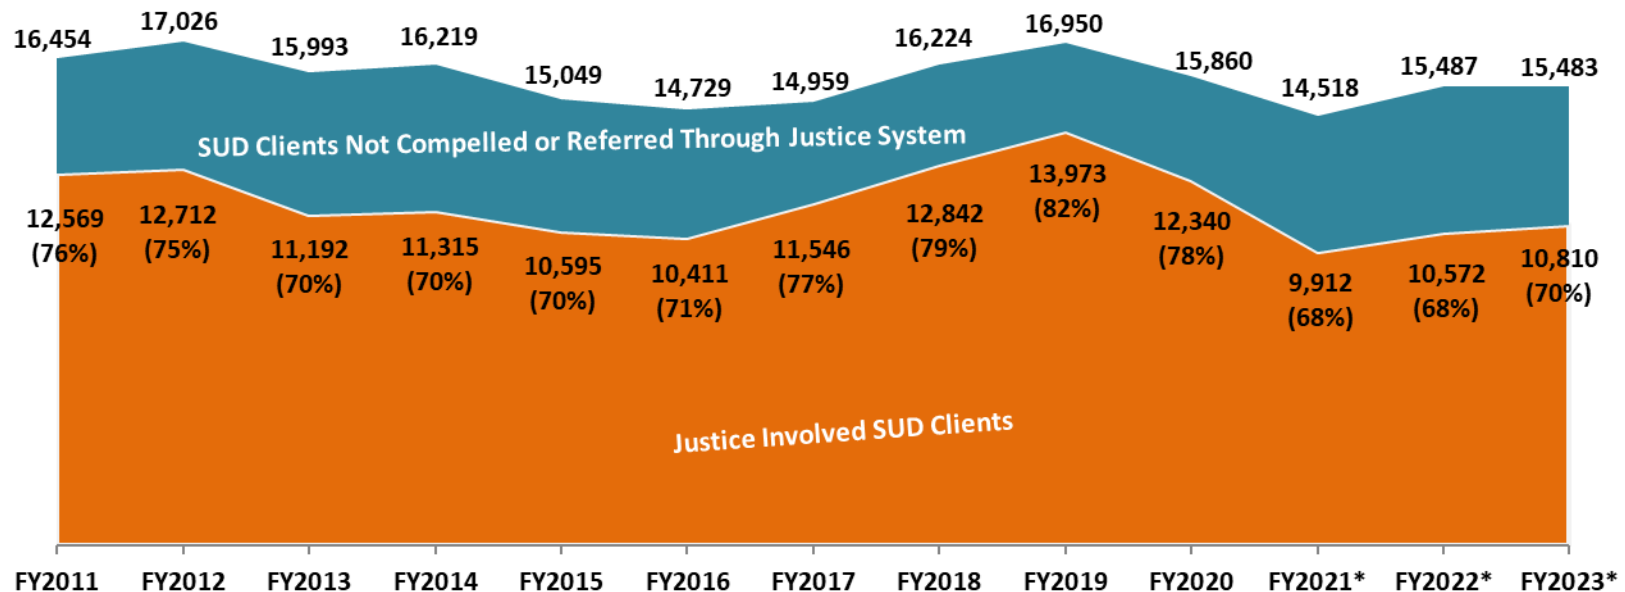 16,454 17,026 15,993 16,219 15,049 14,729 14,959 16,224 16,950 15,860 14,518 15,487 15,483
SUD Clients Not Compelled or Referred Through Justice System
12,569 12,712 11,192 11,315 10,595 10,411 11,546 12,842 13,973 12,340 9,912 10,572 10,810
(76%) (75%) (70%) (70%) (70%) (71%) (77%) (79%) (82%) (78%) (68%) (68%) (70%)
Justice Involved SUD Clients
FY2011 FY2012 FY2013 FY2014 FY2015 FY2016 FY2017 FY2018 FY2019 FY2020 FY2021* FY2022* FY2023*